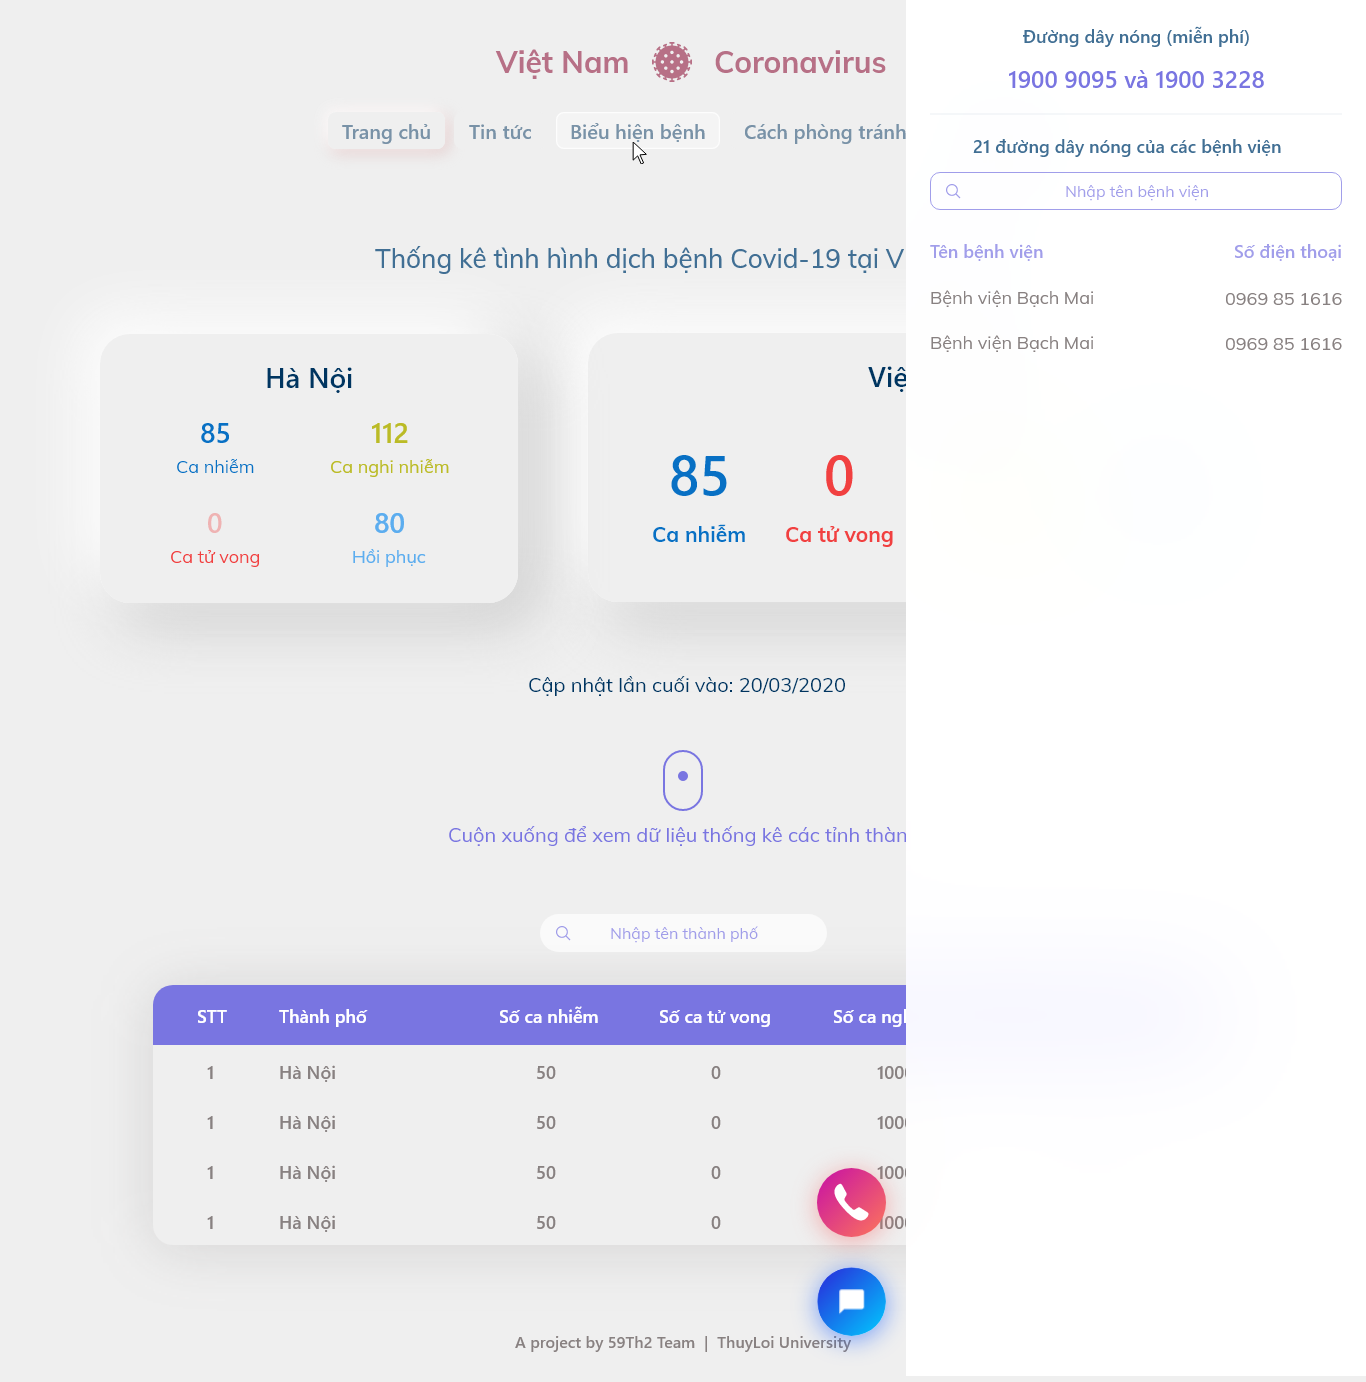 Việt Nam Coronavirus
Trang chủ Tin tức Biểu hiện bệnh Cách phòng tránh
Thống kê tình hình dịch bệnh Covid-19 tại V
Hà Nội
85 112
Ca nhiễm Ca nghi nhiễm
0 80
Ca tử vong Hồi phục
Việ
85 0
Ca nhiễm Ca tử vong
Cập nhật lần cuối vào: 20/03/2020
Cuộn xuống để xem dữ liệu thống kê các tỉnh thàn
Nhập tên thành phố
STT Thành phố Số ca nhiễm Số ca tử vong Số ca ngh
1 Hà Nội 50 0 1000
1 Hà Nội 50 0 1000
1 Hà Nội 50 0 1000
1 Hà Nội 50 0 1000
A project by 59Th2 Team | ThuyLoi University
Đường dây nóng (miễn phí)
1900 9095 và 1900 3228
21 đường dây nóng của các bệnh viện
Nhập tên bệnh viện
Tên bệnh viện Số điện thoại
Bệnh viện Bạch Mai 0969 85 1616
Bệnh viện Bạch Mai 0969 85 1616